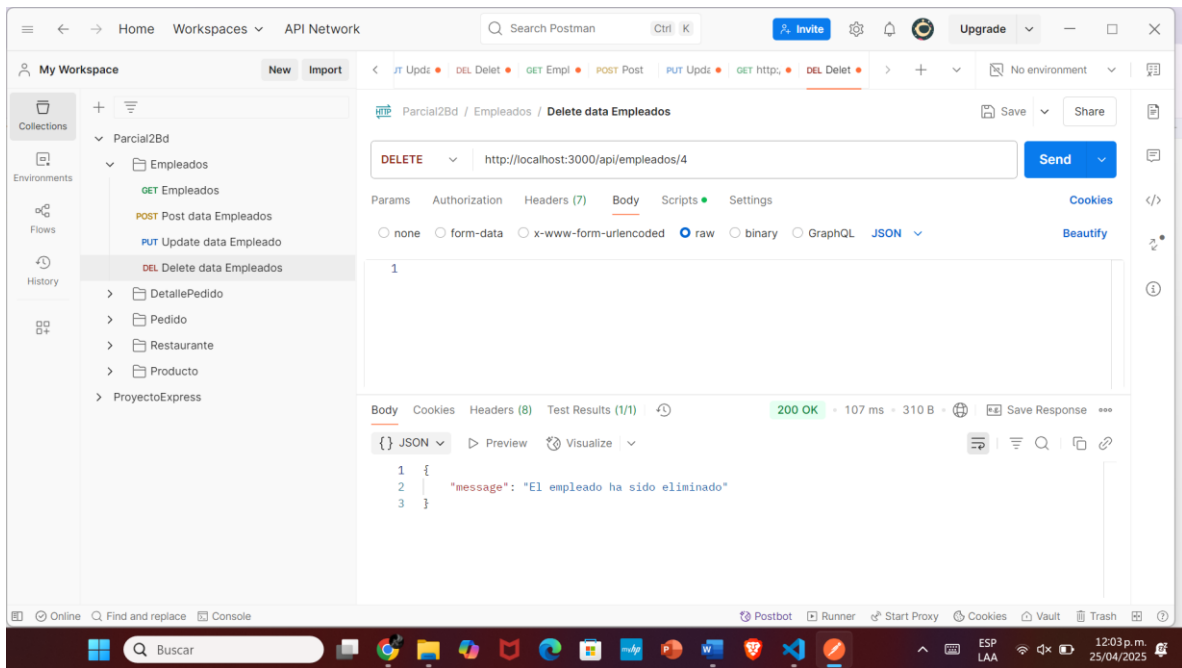 Home Workspaces API Network Search Postman Ctrl K Invite Upgrade
My Workspace New Import JT Upda DEL Delet GET Empl POST Post PUT Upda GET http:, DEL Delet No environment
Collections
Environments
Flows
History
Parcial2Bd
Empleados
GET Empleados
POST Post data Empleados
PUT Update data Empleado
DEL Delete data Empleados
DetallePedido
Pedido
Restaurante
Producto
ProyectoExpress
HTTP Parcial2Bd / Empleados / Delete data Empleados Save Share
DELETE http://localhost:3000/api/empleados/4 Send
Params Authorization Headers (7) Body Scripts Settings Cookies
none form-data x-www-form-urlencoded raw binary GraphQL JSON Beautify
1
Body Cookies Headers (8) Test Results (1/1) 200 OK 107 ms 310 B e.g. Save Response
{} JSON Preview Visualize
1 {
2 "message": "El empleado ha sido eliminado"
3 }
Online Find and replace Console Postbot Runner Start Proxy Cookies Vault Trash
Buscar myhp ESP LAA 12:03 p. m. 25/04/2025